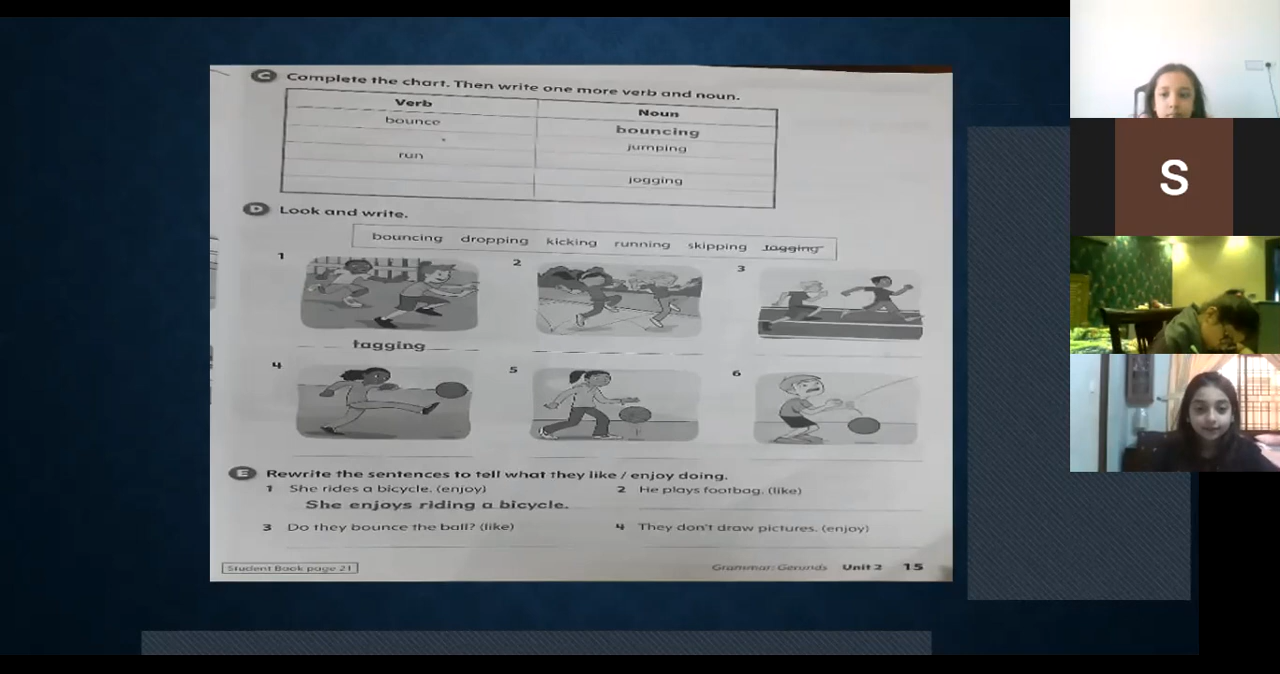 C Complete the chart. Then write one more verb and noun.
Verb Noun
bounce bouncing
jumping
run
jogging
D Look and write.
bouncing dropping kicking running skipping tagging
1 2 3
tagging
4 5 6
E Rewrite the sentences to tell what they like / enjoy doing.
1 She rides a bicycle. (enjoy) 2 He plays footbag. (like)
She enjoys riding a bicycle.
3 Do they bounce the ball? (like) 4 They don't draw pictures. (enjoy)
Student Book page 21 Grammar: Gerunds Unit 2 15
S